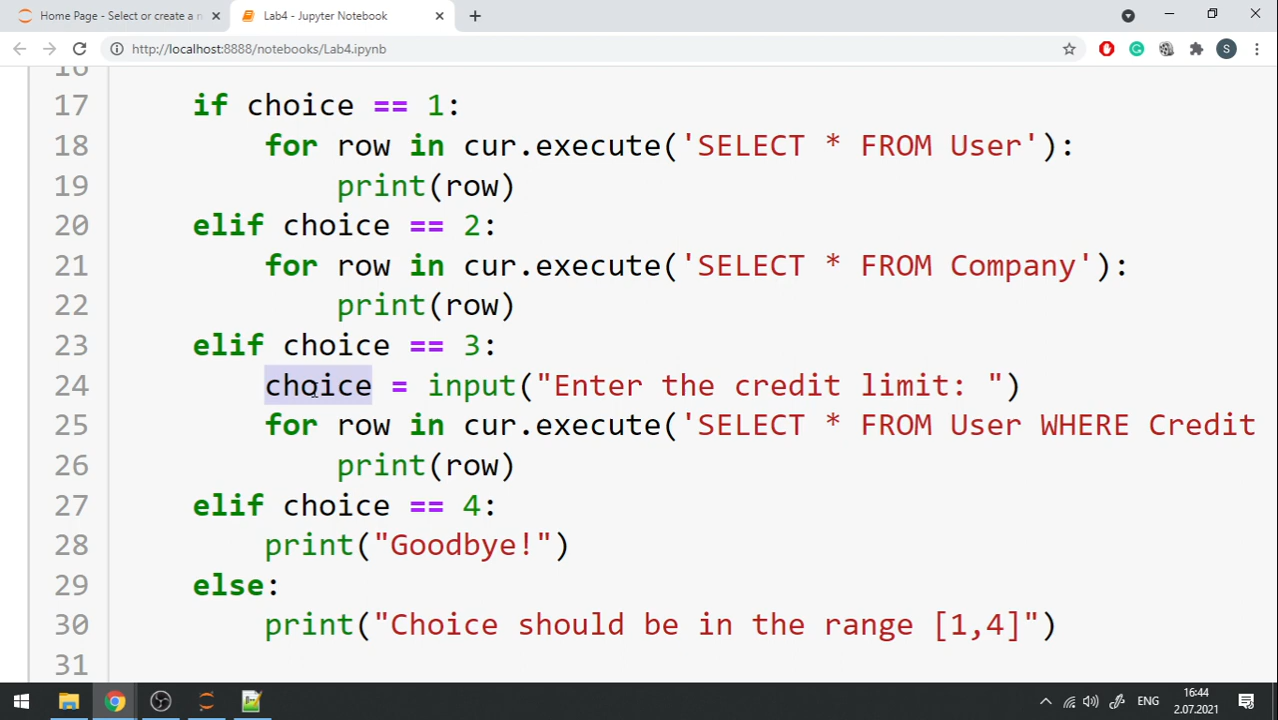 Home Page - Select or create a n
Lab4 - Jupyter Notebook
http://localhost:8888/notebooks/Lab4.ipynb
S
16
17 if choice == 1:
18 for row in cur.execute('SELECT * FROM User'):
19 print(row)
20 elif choice == 2:
21 for row in cur.execute('SELECT * FROM Company'):
22 print(row)
23 elif choice == 3:
24 choice = input("Enter the credit limit: ")
25 for row in cur.execute('SELECT * FROM User WHERE Credit
26 print(row)
27 elif choice == 4:
28 print("Goodbye!")
29 else:
30 print("Choice should be in the range [1,4]")
31
ENG
16:44
2.07.2021